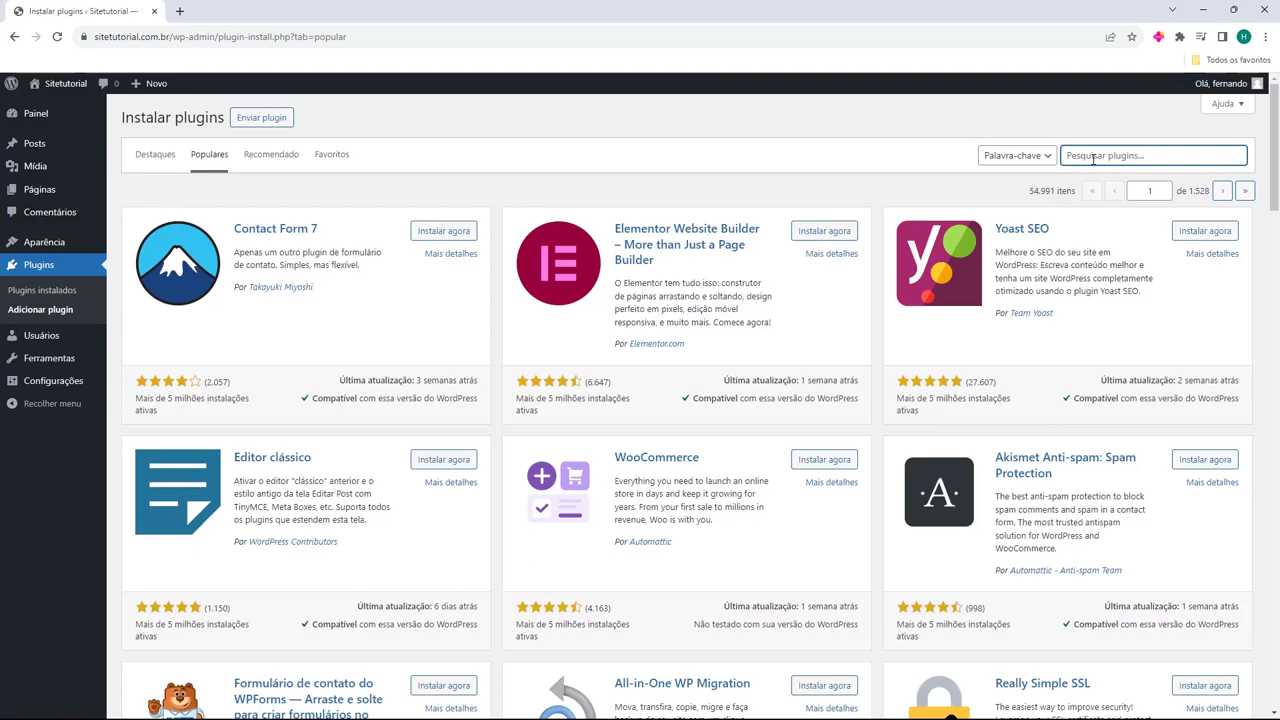 Instalar plugins ‹ Sitetutorial —
sitetutorial.com.br/wp-admin/plugin-install.php?tab=popular
H
Todos os favoritos
Sitetutorial 0 Novo
Olá, fernando
Painel
Posts
Mídia
Páginas
Comentários
Aparência
Plugins
Plugins instalados
Adicionar plugin
Usuários
Ferramentas
Configurações
Recolher menu
Ajuda
Instalar plugins Enviar plugin
Destaques Populares Recomendado Favoritos
Palavra-chave Pesquisar plugins...
54.991 itens « ‹ 1 de 1.528 › »
Contact Form 7
Instalar agora
Mais detalhes
Apenas um outro plugin de formulário
de contato. Simples, mas flexível.
Por Takayuki Miyoshi
(2.057)
Última atualização: 3 semanas atrás
Mais de 5 milhões instalações
ativas
Compatível com essa versão do WordPress
Elementor Website Builder
– More than Just a Page
Builder
Instalar agora
Mais detalhes
O Elementor tem tudo isso: construtor
de páginas arrastando e soltando, design
perfeito em pixels, edição móvel
responsiva, e muito mais. Comece agora!
Por Elementor.com
(6.647)
Última atualização: 1 semana atrás
Mais de 5 milhões instalações
ativas
Compatível com essa versão do WordPress
y
Yoast SEO
Instalar agora
Mais detalhes
Melhore o SEO do seu site em
WordPress: Escreva conteúdo melhor e
tenha um site WordPress completamente
otimizado usando o plugin Yoast SEO.
Por Team Yoast
(27.607)
Última atualização: 2 semanas atrás
Mais de 5 milhões instalações
ativas
Compatível com essa versão do WordPress
Editor clássico
Instalar agora
Mais detalhes
Ativar o editor "clássico" anterior e o
estilo antigo da tela Editar Post com
TinyMCE, Meta Boxes, etc. Suporta todos
os plugins que estendem esta tela.
Por WordPress Contributors
(1.150)
Última atualização: 6 dias atrás
Mais de 5 milhões instalações
ativas
Compatível com essa versão do WordPress
WooCommerce
Instalar agora
Mais detalhes
Everything you need to launch an online
store in days and keep it growing for
years. From your first sale to millions in
revenue, Woo is with you.
Por Automattic
(4.163)
Última atualização: 1 semana atrás
Mais de 5 milhões instalações
ativas
Não testado com sua versão do WordPress
·A·
Akismet Anti-spam: Spam
Protection
Instalar agora
Mais detalhes
The best anti-spam protection to block
spam comments and spam in a contact
form. The most trusted antispam
solution for WordPress and
WooCommerce.
Por Automattic - Anti-spam Team
(998)
Última atualização: 1 semana atrás
Mais de 5 milhões instalações
ativas
Compatível com essa versão do WordPress
Formulário de contato do
WPForms — Arraste e solte
para criar formulários no
Instalar agora
Mais detalhes
All-in-One WP Migration
Instalar agora
Mais detalhes
Mova, transfira, copie, migre e faça
Really Simple SSL
Instalar agora
Mais detalhes
Easily improve site security!